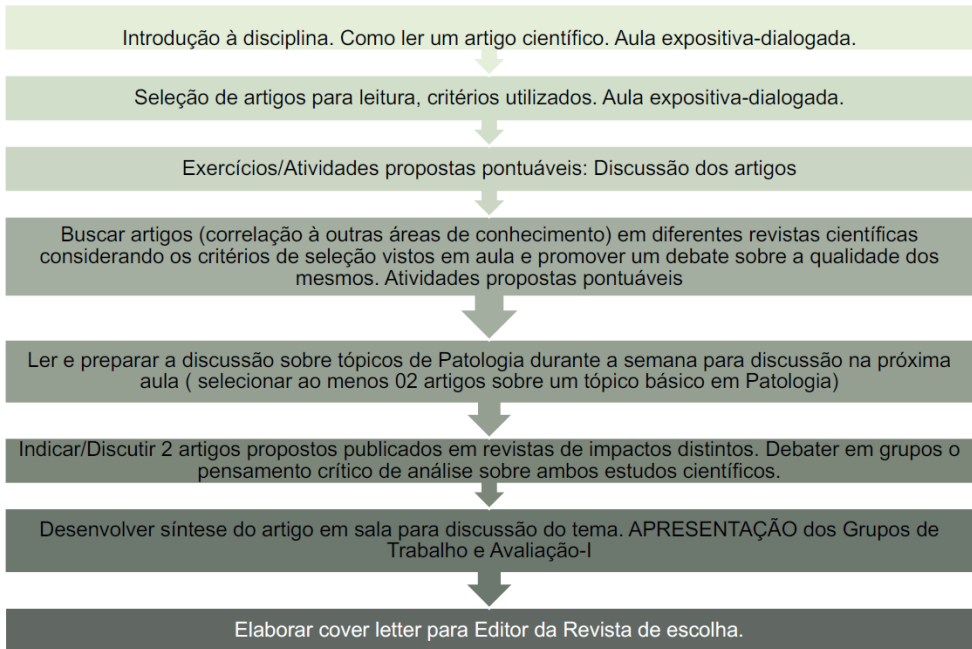 Introdução à disciplina. Como ler um artigo científico. Aula expositiva-dialogada.
Seleção de artigos para leitura, critérios utilizados. Aula expositiva-dialogada.
Exercícios/Atividades propostas pontuáveis: Discussão dos artigos
Buscar artigos (correlação à outras áreas de conhecimento) em diferentes revistas científicas
considerando os critérios de seleção vistos em aula e promover um debate sobre a qualidade dos
mesmos. Atividades propostas pontuáveis
Ler e preparar a discussão sobre tópicos de Patologia durante a semana para discussão na próxima
aula ( selecionar ao menos 02 artigos sobre um tópico básico em Patologia)
Indicar/Discutir 2 artigos propostos publicados em revistas de impactos distintos. Debater em grupos o
pensamento crítico de análise sobre ambos estudos científicos.
Desenvolver síntese do artigo em sala para discussão do tema. APRESENTAÇÃO dos Grupos de
Trabalho e Avaliação-I
Elaborar cover letter para Editor da Revista de escolha.